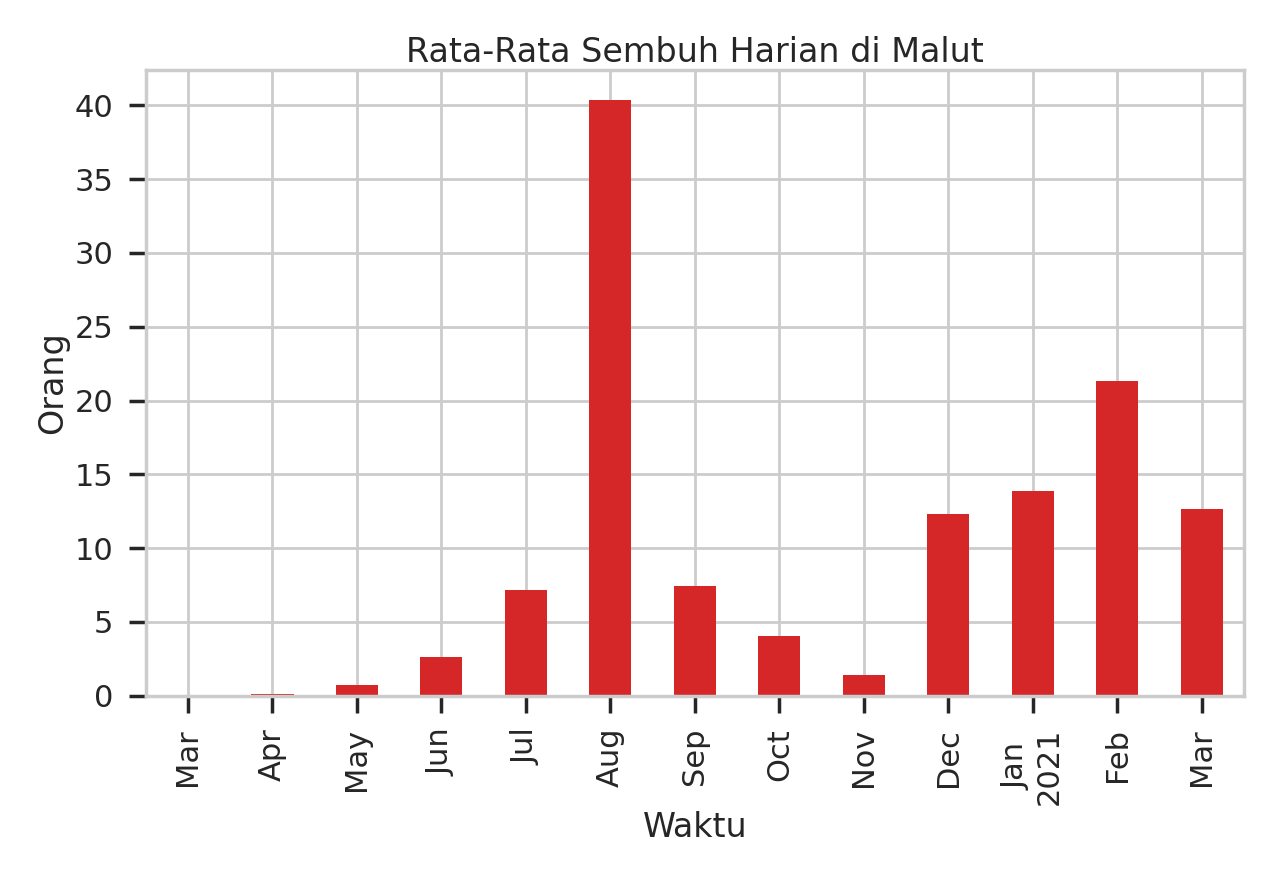 Rata-Rata Sembuh Harian di Malut
Orang
40
35
30
25
20
15
10
5
0
Mar
Apr
May
Jun
Jul
Aug
Sep
Oct
Nov
Dec
Jan
2021
Feb
Mar
Waktu